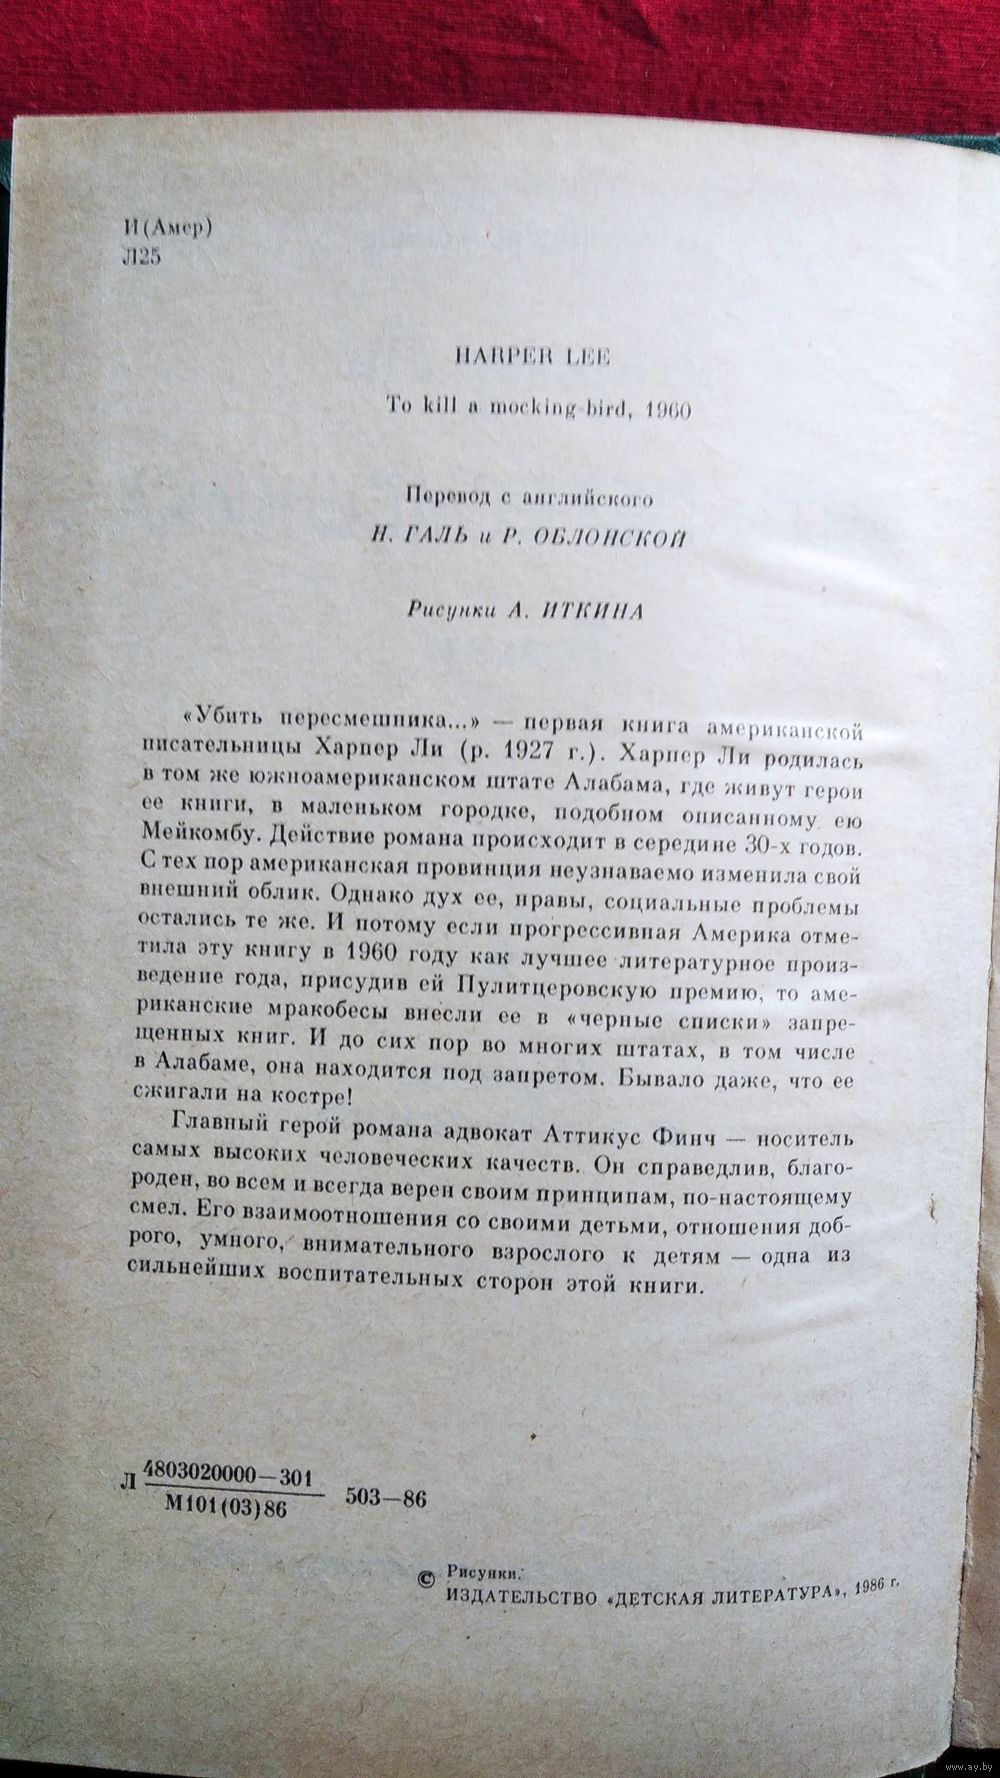 И(Амер)
Л25
HARPER LEE
To kill a mocking-bird, 1960
Перевод с английского
Н. ГАЛЬ и Р. ОБЛОНСКОЙ
Рисунки А. ИТКИНА
«Убить пересмешника...» — первая книга американской
писательницы Харпер Ли (р. 1927 г.). Харпер Ли родилась
в том же южноамериканском штате Алабама, где живут герои
ее книги, в маленьком городке, подобном описанному ею
Мейкомбу. Действие романа происходит в середине 30-х годов.
С тех пор американская провинция неузнаваемо изменила свой
внешний облик. Однако дух ее, нравы, социальные проблемы
остались те же. И потому если прогрессивная Америка отме-
тила эту книгу в 1960 году как лучшее литературное произ-
ведение года, присудив ей Пулитцеровскую премию, то аме-
риканские мракобесы внесли ее в «черные списки» запре-
щенных книг. И до сих пор во многих штатах, в том числе
в Алабаме, она находится под запретом. Бывало даже, что ее
сжигали на костре!
Главный герой романа адвокат Аттикус Финч — носитель
самых высоких человеческих качеств. Он справедлив, благо-
роден, во всем и всегда верен своим принципам, по-настоящему
смел. Его взаимоотношения со своими детьми, отношения доб-
рого, умного, внимательного взрослого к детям — одна из
сильнейших воспитательных сторон этой книги.
Л 4803020000—301
М101(03)86 503—86
© Рисунки.
ИЗДАТЕЛЬСТВО «ДЕТСКАЯ ЛИТЕРАТУРА», 1986 г.
www.ay.by